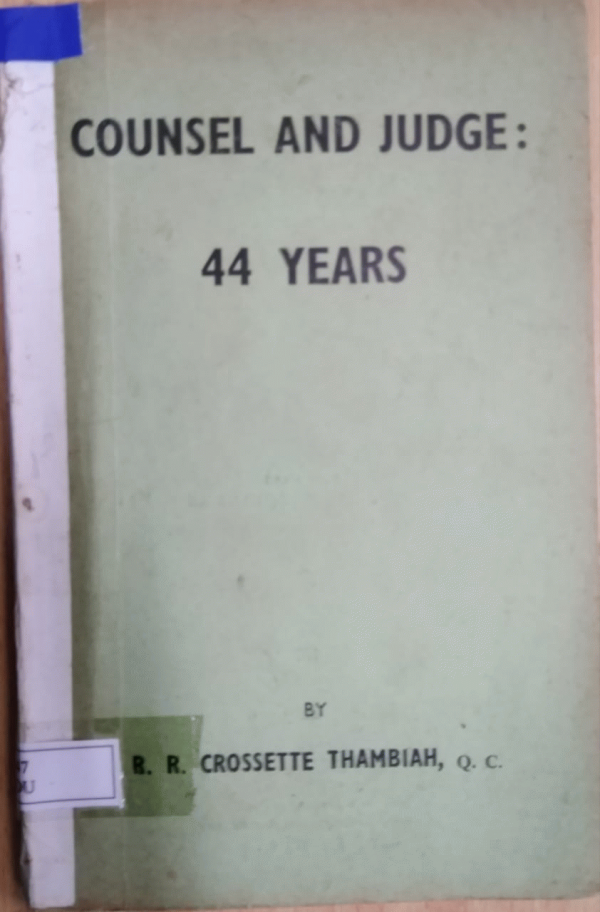 COUNSEL AND JUDGE:
44 YEARS
BY
R. R. CROSSETTE THAMBIAH, Q. C.